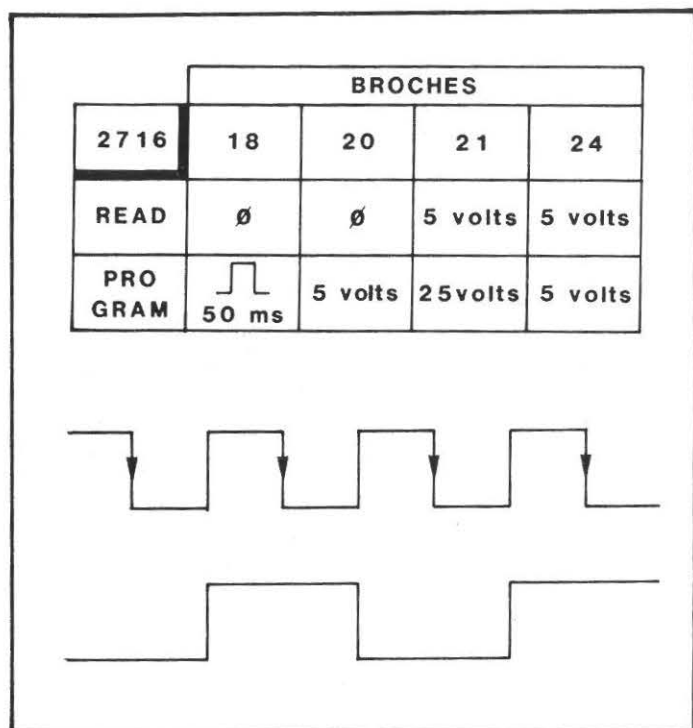 BROCHES
2716 18 20 21 24
READ ø ø 5 volts 5 volts
PRO
GRAM 50 ms 5 volts 25volts 5 volts